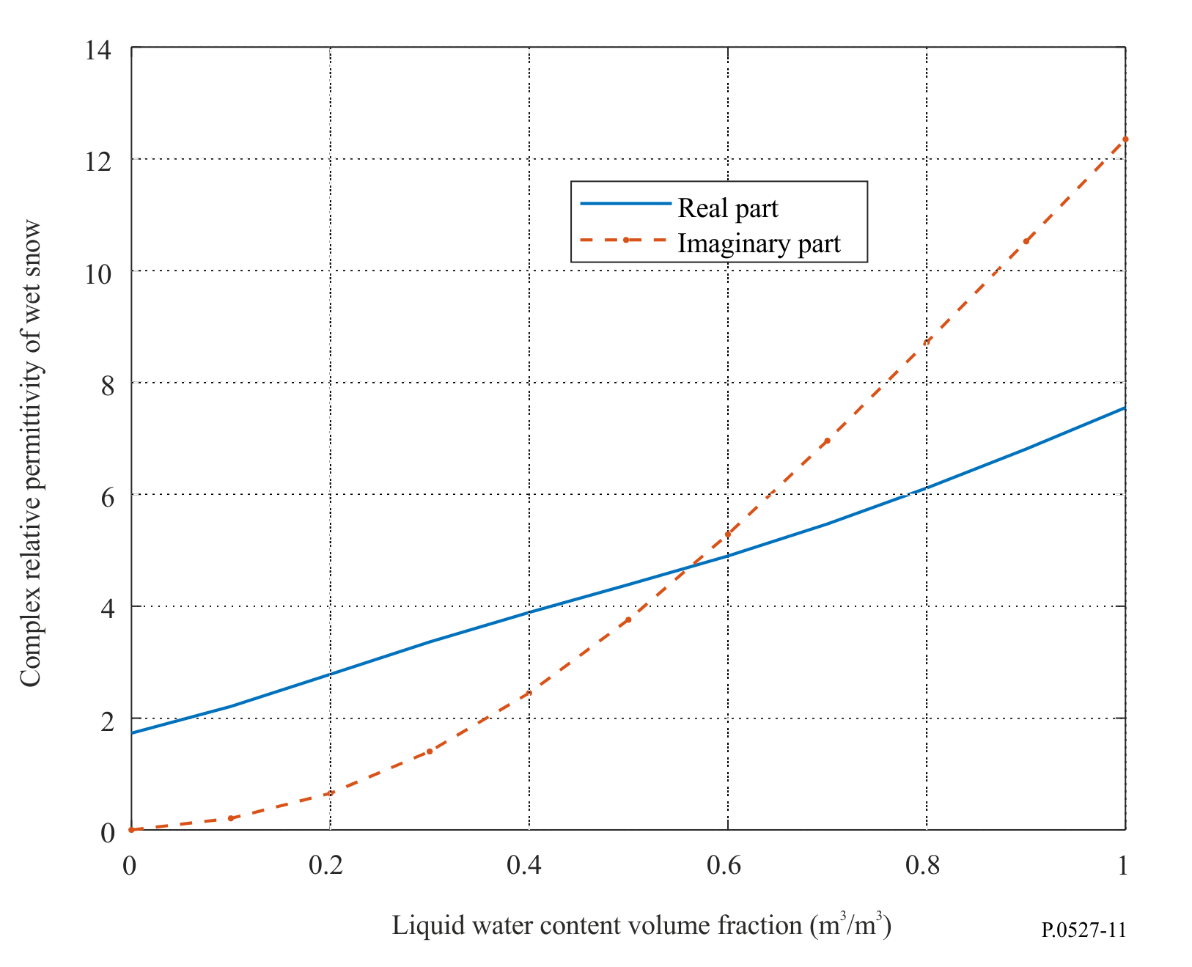 14
12
10
8
6
4
2
0
Complex relative permittivity of wet snow
Real part
Imaginary part
0 0.2 0.4 0.6 0.8 1
Liquid water content volume fraction (m³/m³)
P.0527-11